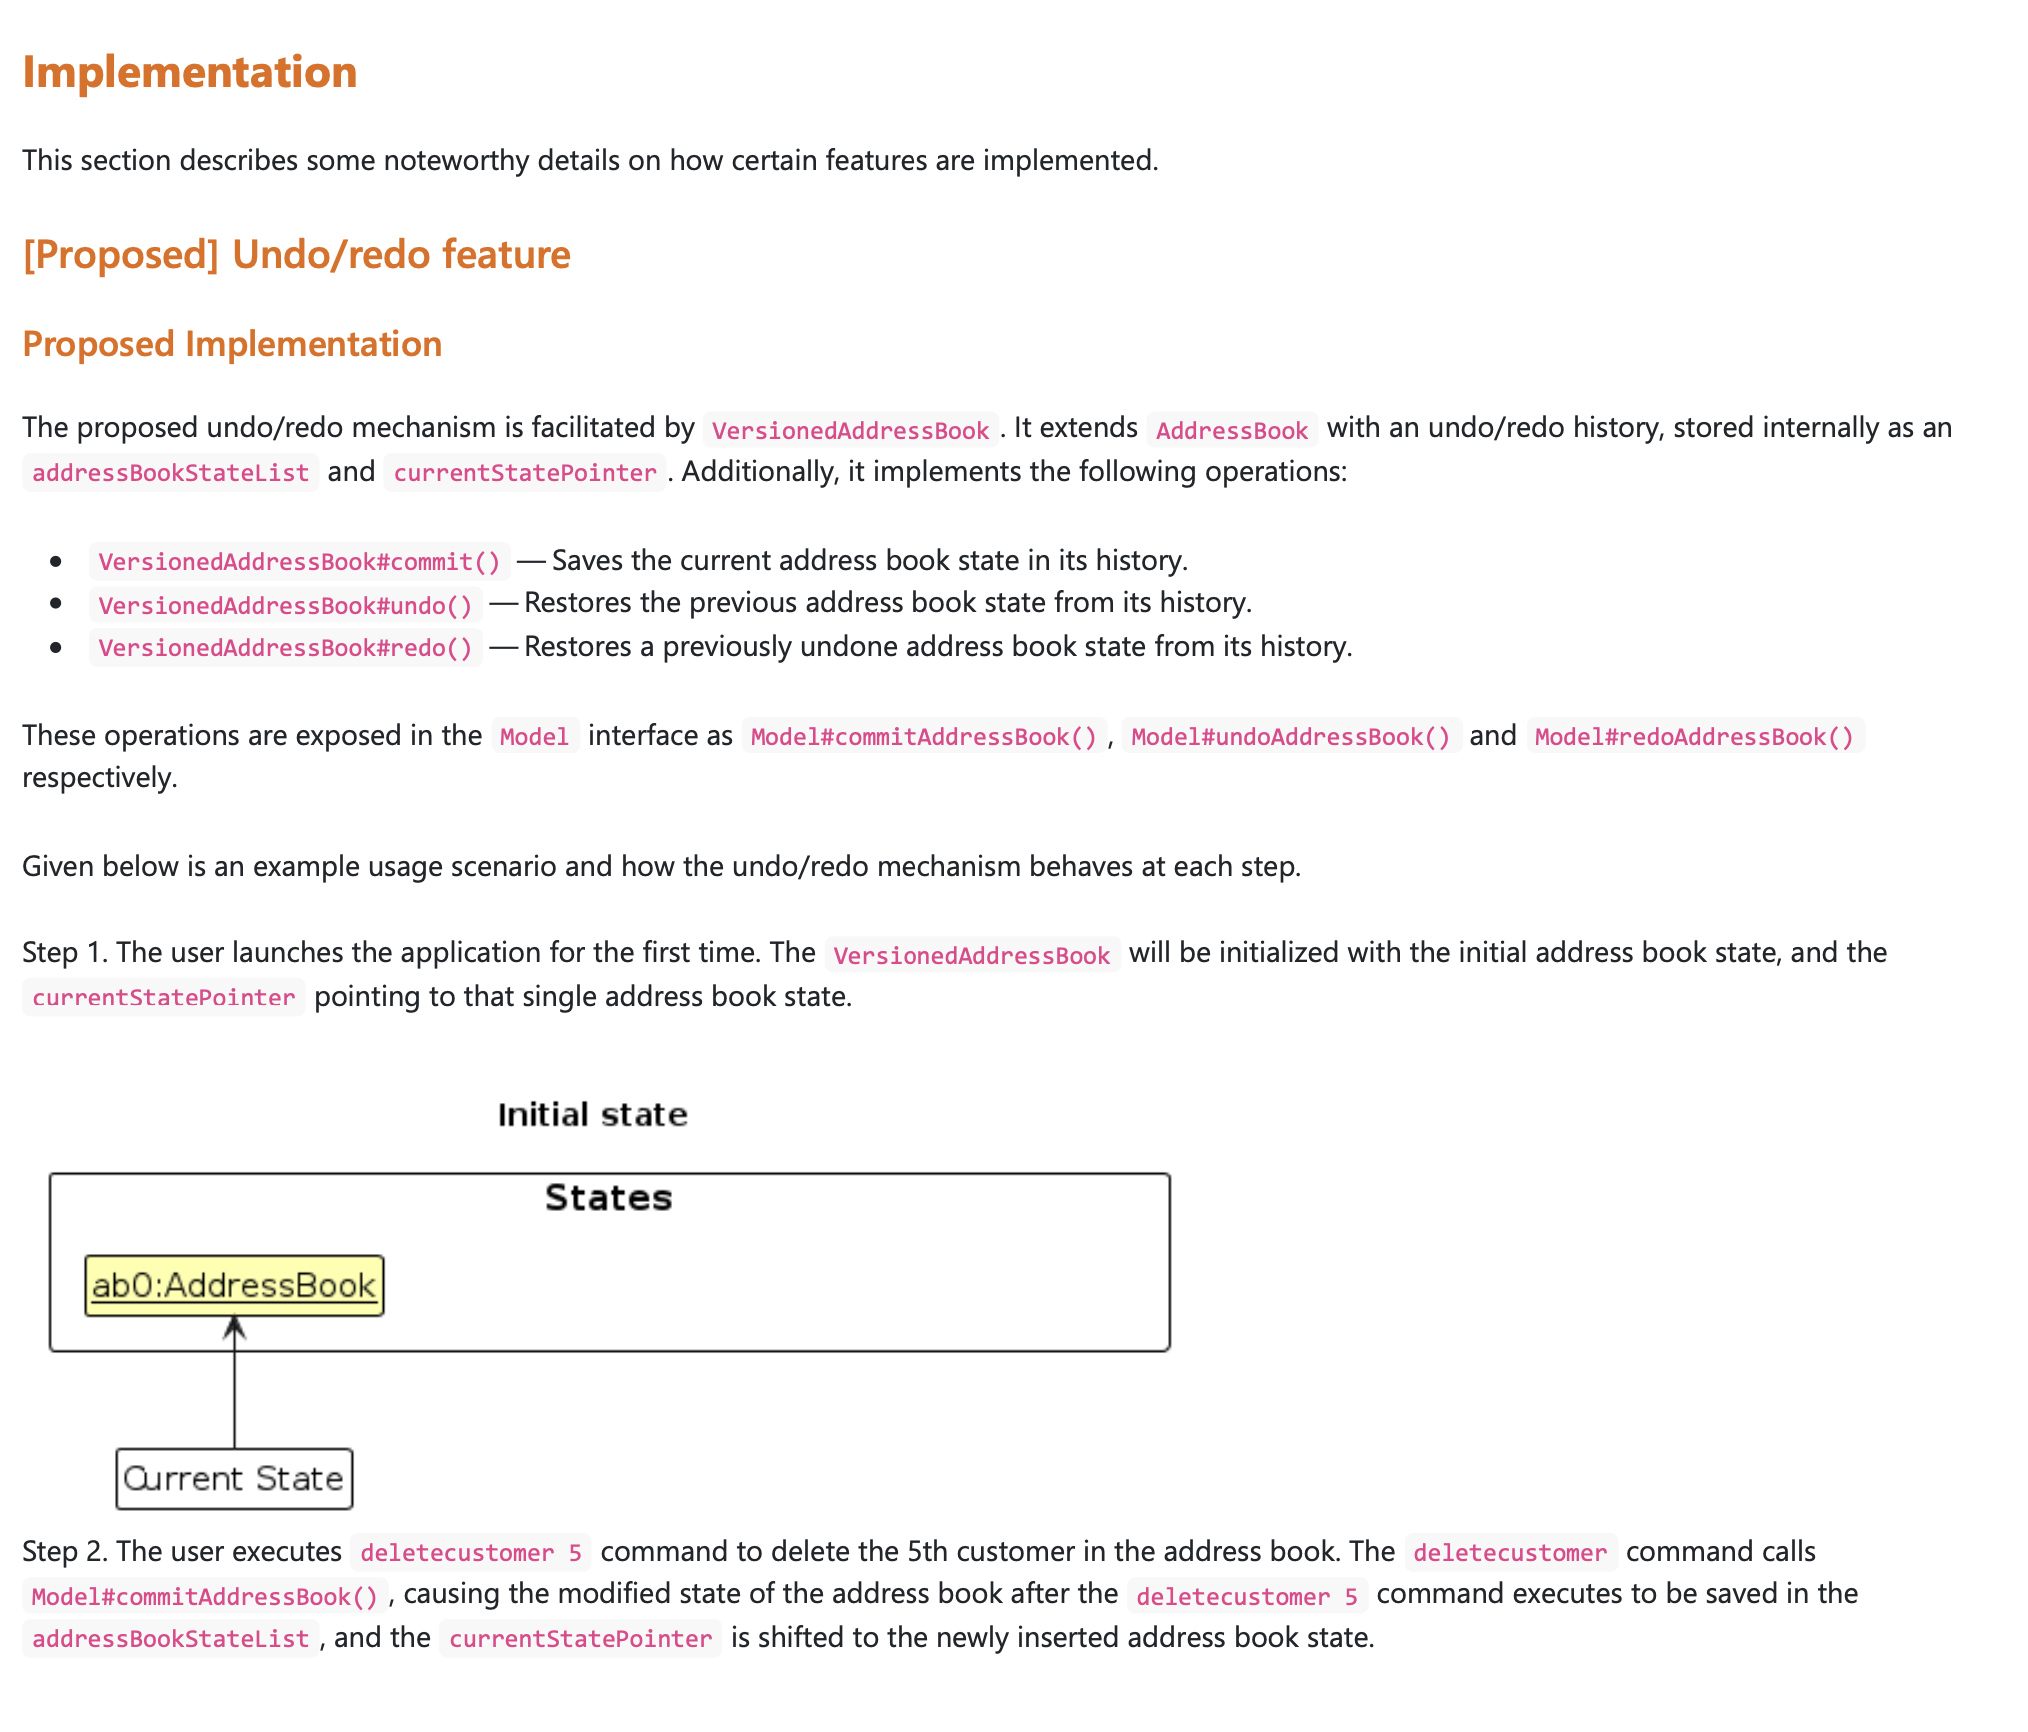 Implementation
This section describes some noteworthy details on how certain features are implemented.
[Proposed] Undo/redo feature
Proposed Implementation
The proposed undo/redo mechanism is facilitated by VersionedAddressBook. It extends AddressBook with an undo/redo history, stored internally as an
addressBookStateList and currentStatePointer. Additionally, it implements the following operations:
• VersionedAddressBook#commit() — Saves the current address book state in its history.
• VersionedAddressBook#undo() — Restores the previous address book state from its history.
• VersionedAddressBook#redo() — Restores a previously undone address book state from its history.
These operations are exposed in the Model interface as Model#commitAddressBook(), Model#undoAddressBook() and Model#redoAddressBook()
respectively.
Given below is an example usage scenario and how the undo/redo mechanism behaves at each step.
Step 1. The user launches the application for the first time. The VersionedAddressBook will be initialized with the initial address book state, and the
currentStatePointer pointing to that single address book state.
Initial state
States
ab0:AddressBook
Current State
Step 2. The user executes deletecustomer 5 command to delete the 5th customer in the address book. The deletecustomer command calls
Model#commitAddressBook(), causing the modified state of the address book after the deletecustomer 5 command executes to be saved in the
addressBookStateList, and the currentStatePointer is shifted to the newly inserted address book state.